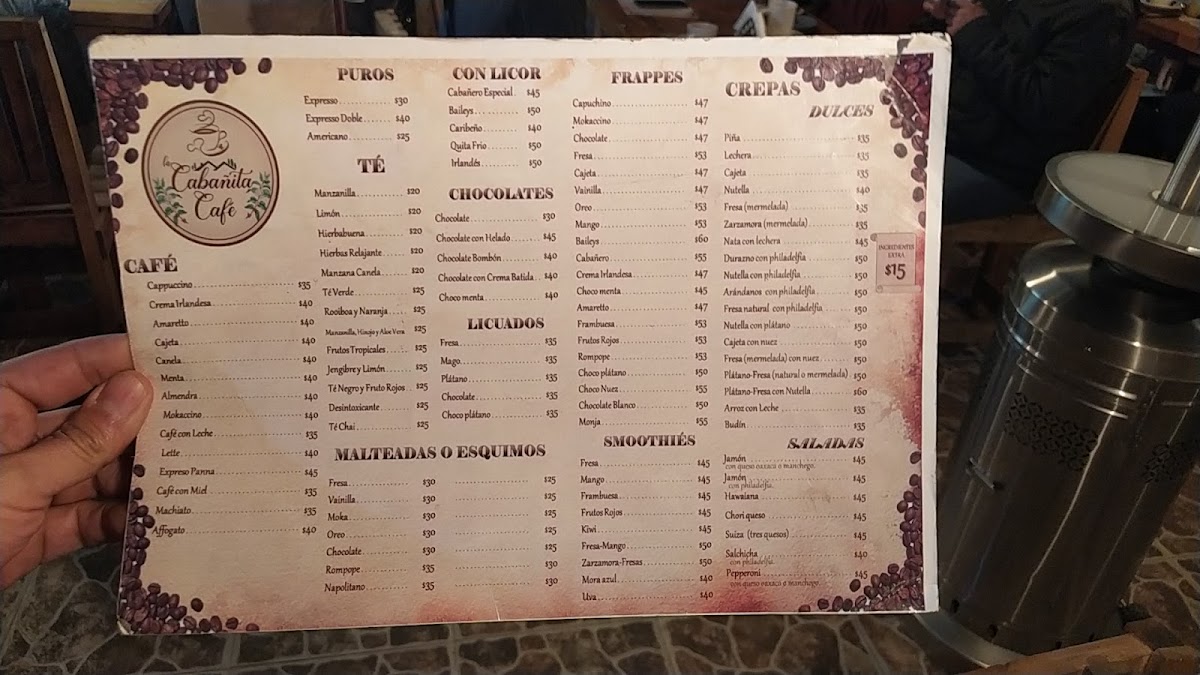 la
Cabañita
Café
CAFÉ
Cappuccino $35
Crema Irlandesa $40
Amaretto $40
Cajeta $40
Canela $40
Menta $40
Almendra $40
Mokaccino $40
Café con Leche $35
Lette $40
Expreso Panna $45
Café con Miel $35
Machiato $35
Affogato $40
PUROS
Expresso $30
Expresso Doble $40
Americano $25
TÉ
Manzanilla $20
Limón $20
Hierbabuena $20
Hierbas Relajante $20
Manzana Canela $20
Té Verde $25
Rooiboa y Naranja $25
Manzanilla, Hinojo y Aloe Vera $25
Frutos Tropicales $25
Jengibre y Limón $25
Té Negro y Fruto Rojos $25
Desintoxicante $25
Té Chai $25
CON LICOR
Cabañero Especial $45
Baileys $50
Caribeño $40
Quita Frio $50
Irlandés $50
CHOCOLATES
Chocolate $30
Chocolate con Helado $45
Chocolate Bombón $40
Chocolate con Crema Batida $40
Choco menta $40
LICUADOS
Fresa $35
Mago $35
Plátano $35
Chocolate $35
Choco plátano $35
MALTEADAS O ESQUIMOS
Fresa $30 $25
Vainilla $30 $25
Moka $30 $25
Oreo $30 $25
Chocolate $30 $25
Rompope $35 $30
Napolitano $35 $30
FRAPPES
Capuchino $47
Mokaccino $47
Chocolate $47
Fresa $53
Cajeta $47
Vainilla $47
Oreo $53
Mango $53
Baileys $60
Cabañero $55
Crema Irlandesa $47
Choco menta $45
Amaretto $47
Frambuesa $53
Frutos Rojos $53
Rompope $53
Choco plátano $50
Choco Nuez $55
Chocolate Blanco $50
Monja $55
SMOOTHIÉS
Fresa $45
Mango $45
Frambuesa $45
Frutos Rojos $45
Kiwi $45
Fresa-Mango $50
Zarzamora-Fresas $50
Mora azul $40
Uva $40
CREPAS
DULCES
Piña $35
Lechera $35
Cajeta $35
Nutella $40
Fresa (mermelada) $35
Zarzamora (mermelada) $35
Nata con lechera $45
Durazno con philadelfia $50
Nutella con philadelfia $50
Arándanos con philadelfia $50
Fresa natural con philadelfia $50
Nutella con plátano $50
Cajeta con nuez $50
Fresa (mermelada) con nuez $50
Plátano-Fresa (natural o mermelada) $50
Plátano-Fresa con Nutella $60
Arroz con Leche $35
Budín $35
INGREDIENTES
EXTRA
$15
SALADAS
Jamón $45
con queso oaxaca o manchego.
Jamón $45
con philadelfia.
Hawaiana $45
Chori queso $45
Suiza (tres quesos) $45
Salchicha $40
con philadelfia.
Pepperoni $45
con queso oaxaca o manchego.